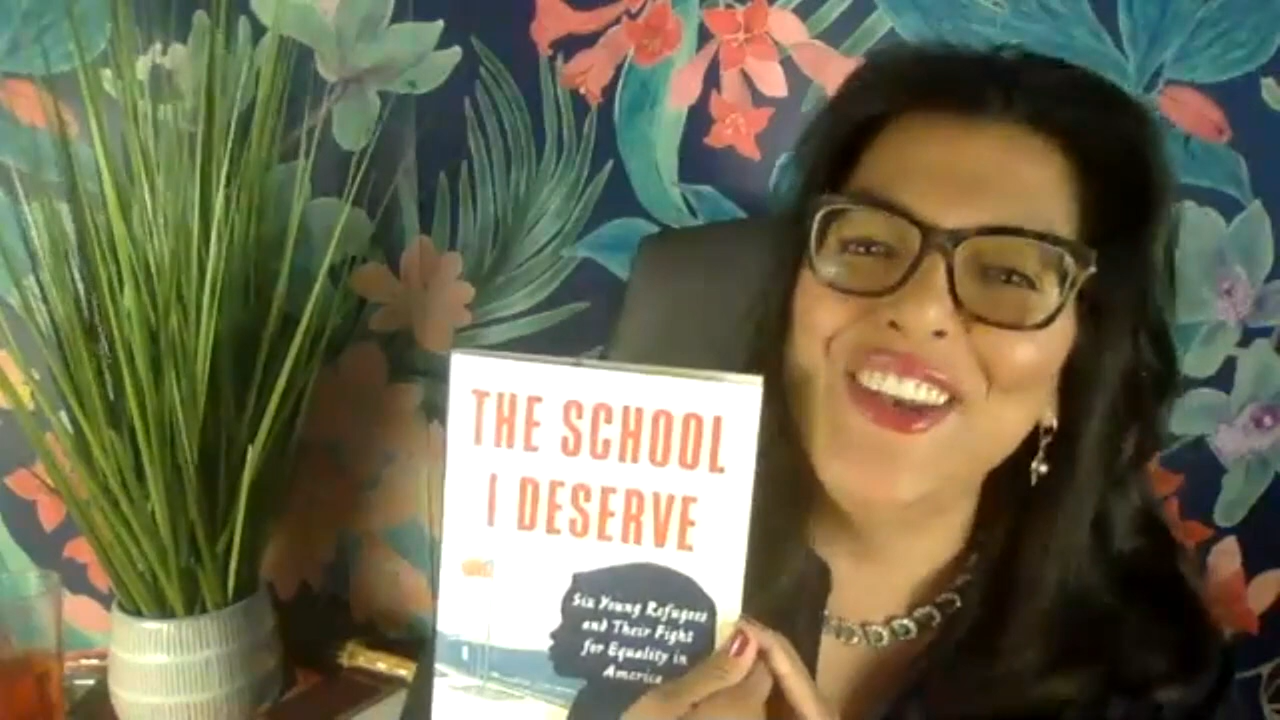 THE SCHOOL
I DESERVE
Six Young Refugees
and Their Fight
for Equality in
America